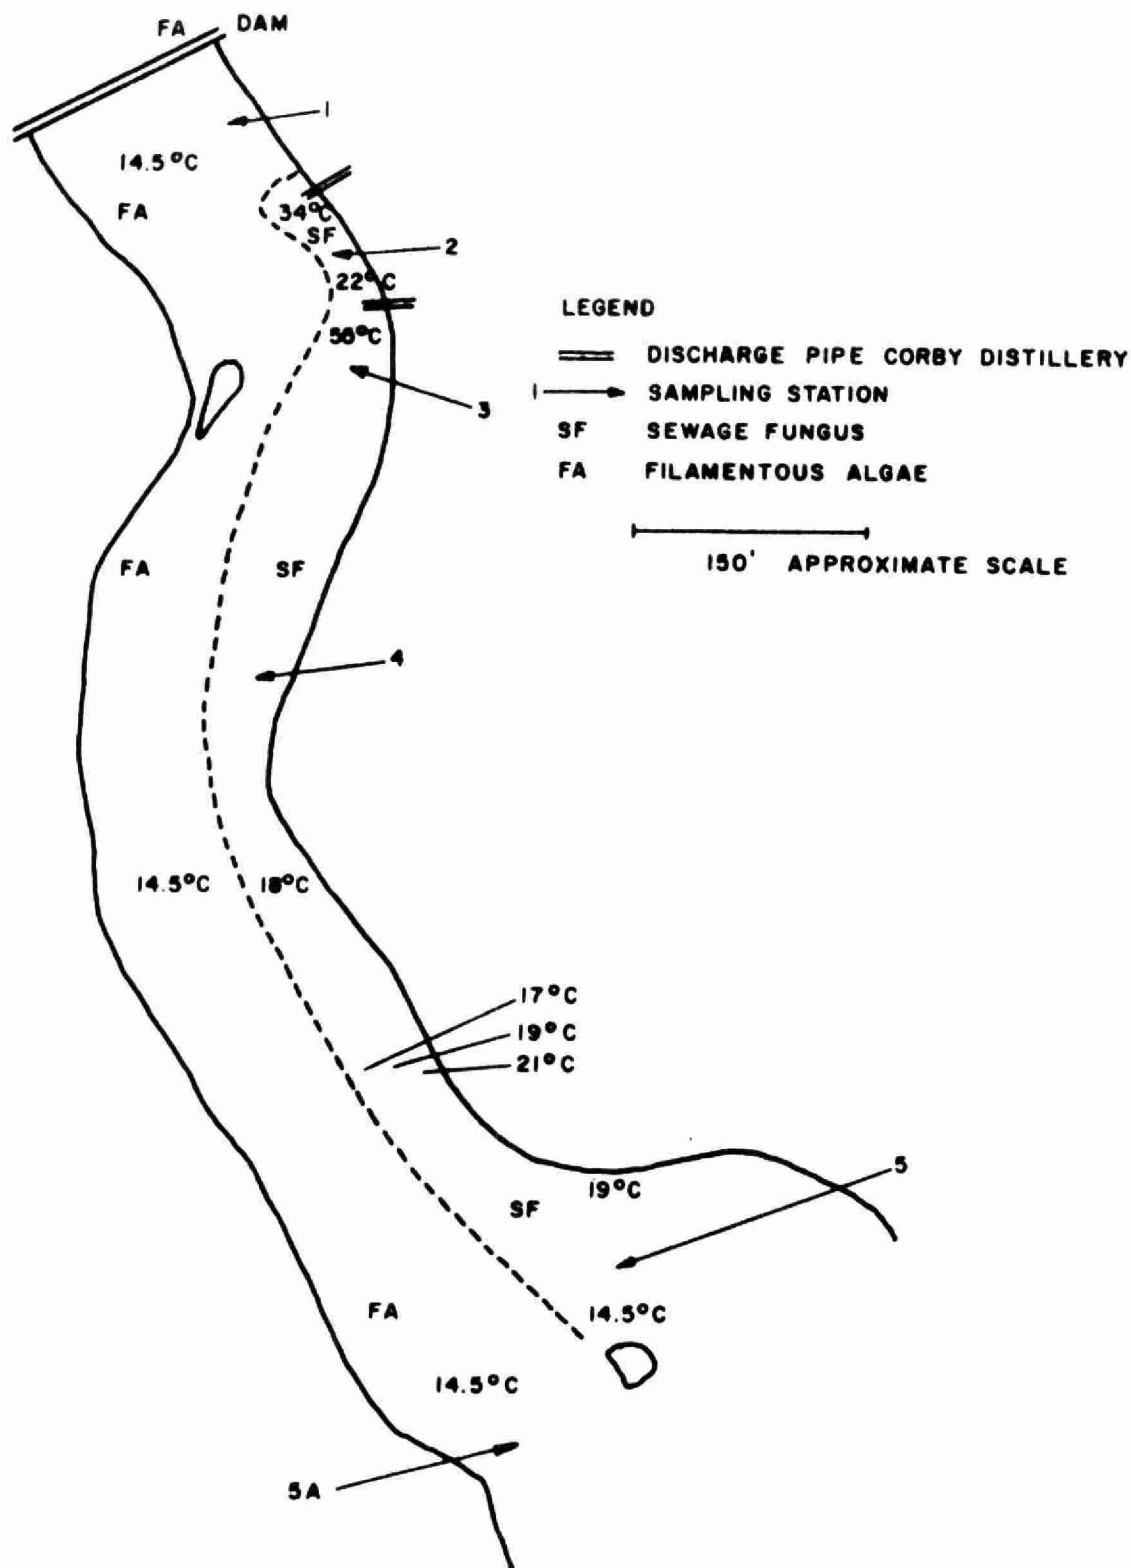 FA DAM
1
14.5°C
FA
34°C
SF
2
22°C
LEGEND
DISCHARGE PIPE CORBY DISTILLERY
1 SAMPLING STATION
SF SEWAGE FUNGUS
FA FILAMENTOUS ALGAE
150' APPROXIMATE SCALE
3
FA SF
4
14.5°C 18°C
17°C
19°C
21°C
5
19°C
SF
14.5°C
FA
14.5°C
5A